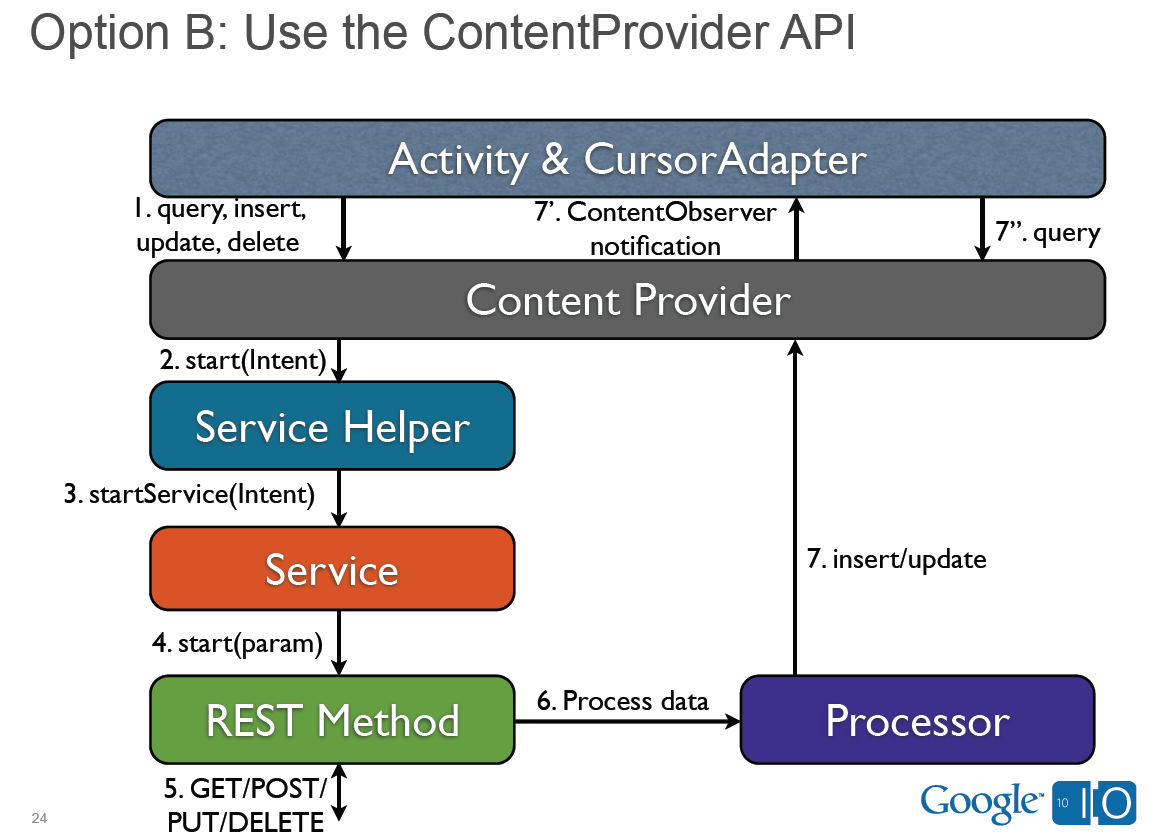 Option B: Use the ContentProvider API
Activity & CursorAdapter
1. query, insert,
update, delete
7’. ContentObserver
notification
7”. query
Content Provider
2. start(Intent)
Service Helper
3. startService(Intent)
Service
7. insert/update
4. start(param)
REST Method
6. Process data
Processor
5. GET/POST/
PUT/DELETE
24
Google™ 10 IO